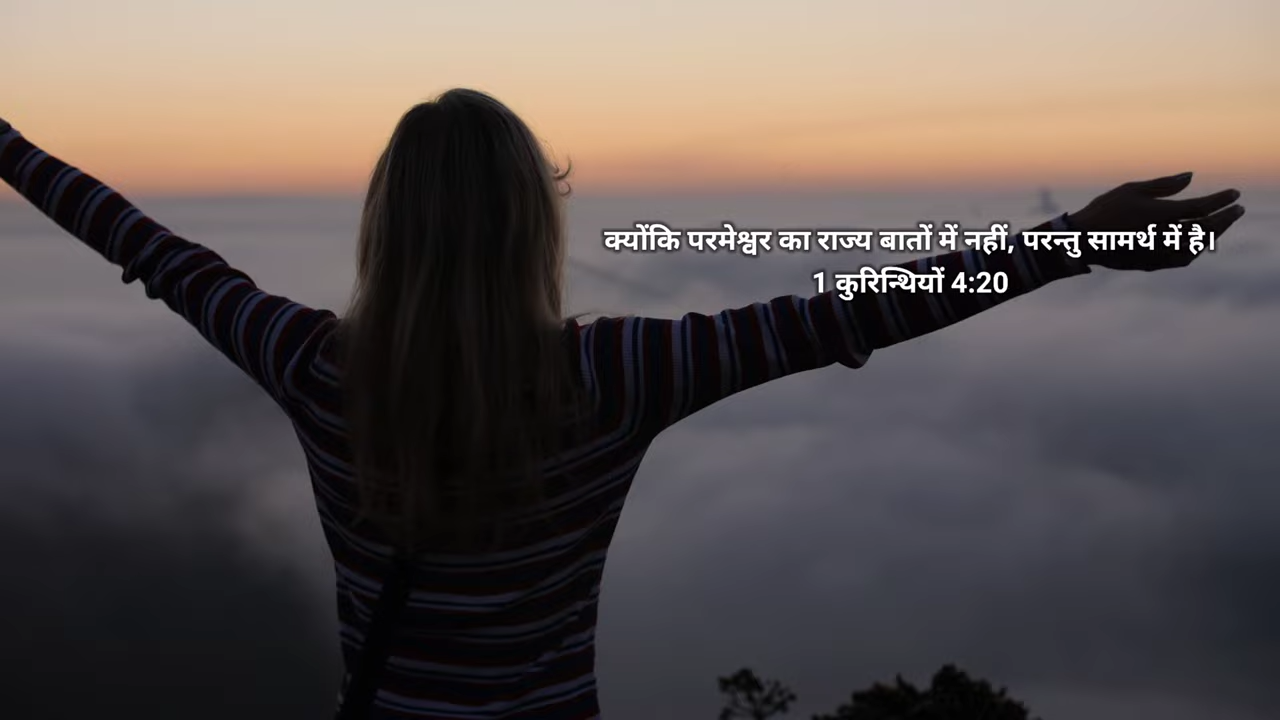 क्योंकि परमेश्वर का राज्य बातों में नहीं, परन्तु सामर्थ में है।
1 कुरिन्थियों 4:20